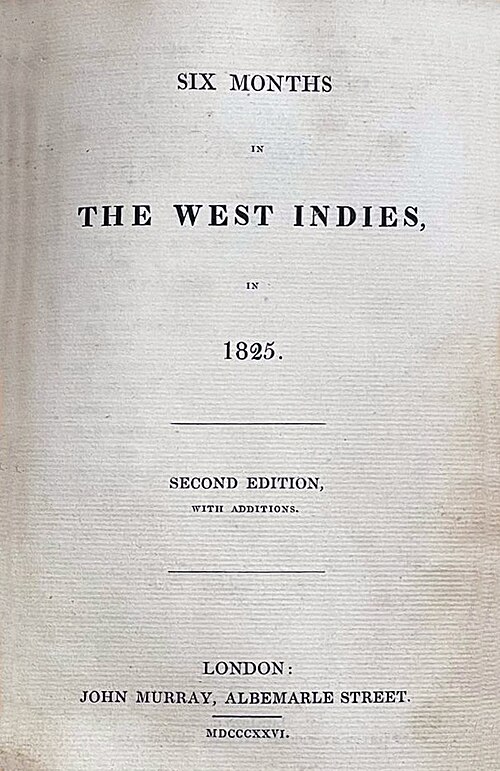 SIX MONTHS
IN
THE WEST INDIES,
IN
1825.
SECOND EDITION,
WITH ADDITIONS.
LONDON:
JOHN MURRAY, ALBEMARLE STREET.
MDCCCXXVI.